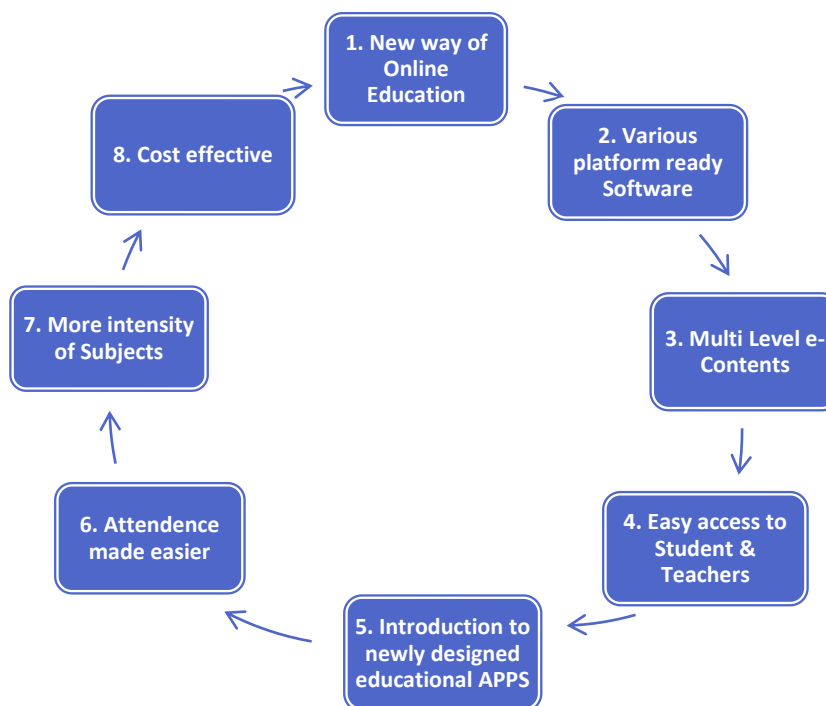 1. New way of
Online
Education
2. Various
platform ready
Software
3. Multi Level e-
Contents
4. Easy access to
Student &
Teachers
5. Introduction to
newly designed
educational APPS
6. Attendence
made easier
7. More intensity
of Subjects
8. Cost effective